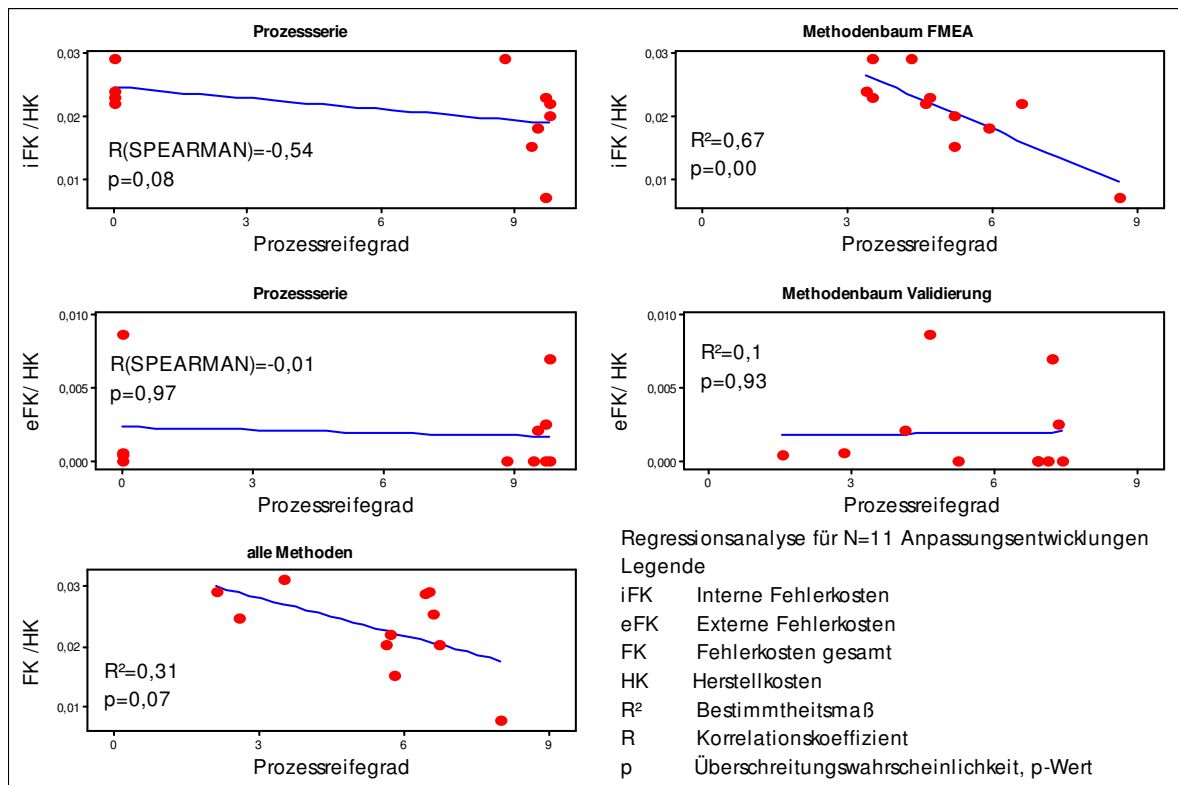 Prozessserie
0,03
0,02
0,01
iFK /HK
R(SPEARMAN)=-0,54
p=0,08
0 3 6 9
Prozessreifegrad
Methodenbaum FMEA
0,03
0,02
0,01
iFK /HK
R²=0,67
p=0,00
0 3 6 9
Prozessreifegrad
Prozessserie
0,010
0,005
0,000
eFK/ HK
R(SPEARMAN)=-0,01
p=0,97
0 3 6 9
Prozessreifegrad
Methodenbaum Validierung
0,010
0,005
0,000
eFK/ HK
R²=0,1
p=0,93
0 3 6 9
Prozessreifegrad
alle Methoden
0,03
0,02
0,01
FK /HK
R²=0,31
p=0,07
0 3 6 9
Prozessreifegrad
Regressionsanalyse für N=11 Anpassungsentwicklungen
Legende
iFK Interne Fehlerkosten
eFK Externe Fehlerkosten
FK Fehlerkosten gesamt
HK Herstellkosten
R² Bestimmtheitsmaß
R Korrelationskoeffizient
p Überschreitungswahrscheinlichkeit, p-Wert